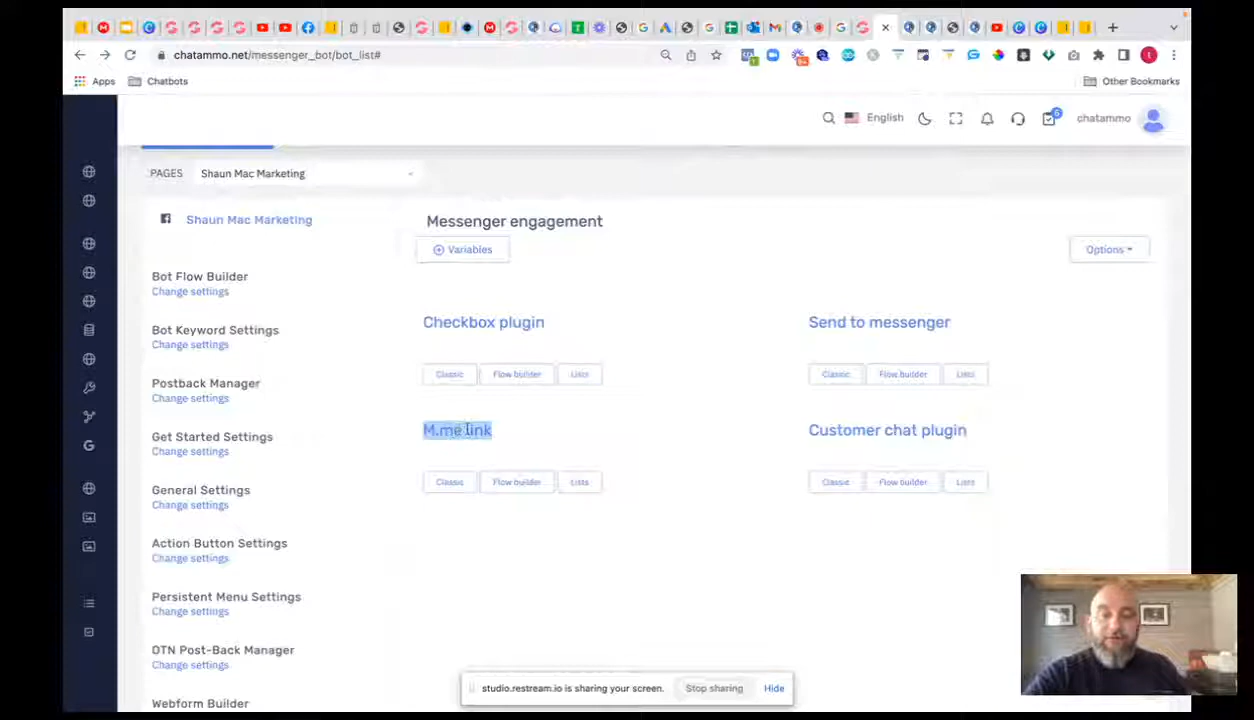 chatammo.net/messenger_bot/bot_list#
Apps
Chatbots
Other Bookmarks
English
6
chatammo
PAGES
Shaun Mac Marketing
Shaun Mac Marketing
Messenger engagement
Variables
Options
Bot Flow Builder
Change settings
Checkbox plugin
Send to messenger
Bot Keyword Settings
Change settings
Classic
Flow builder
Lists
Classic
Flow builder
Lists
Postback Manager
Change settings
M.me link
Customer chat plugin
Get Started Settings
Change settings
Classic
Flow builder
Lists
Classic
Flow builder
Lists
General Settings
Change settings
Action Button Settings
Change settings
Persistent Menu Settings
Change settings
OTN Post-Back Manager
Change settings
studio.restream.io is sharing your screen.
Stop sharing
Hide
Webform Builder